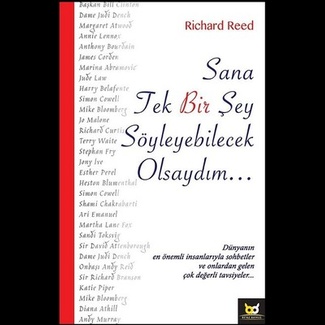 Başkan Bill Clinton
Dame Judi Dench
Margaret Atwood
Annie Lennox
Anthony Bourdain
James Corden
Marina Abramovic
Jude Law
Harry Belafonte
Simon Cowell
Mike Bloomberg
Jo Malone
Richard Curtis
Terry Waite
Stephen Fry
Jony Ive
Esther Perel
Heston Blumenthal
Simon Cowell
Shami Chakrabarti
Ari Emanuel
Martha Lane Fox
Sandi Toksvig
Sir David Attenborough
Dame Judi Dench
Onbaşı Andy Reid
Sir Richard Branson
Katie Piper
Mike Bloomberg
Diana Athill
Andy Murray
Richard Reed
Sana
Tek Bir Şey
Söyleyebilecek
Olsaydım...
Dünyanın
en önemli insanlarıyla sohbetler
ve onlardan gelen
çok değerli tavsiyeler...